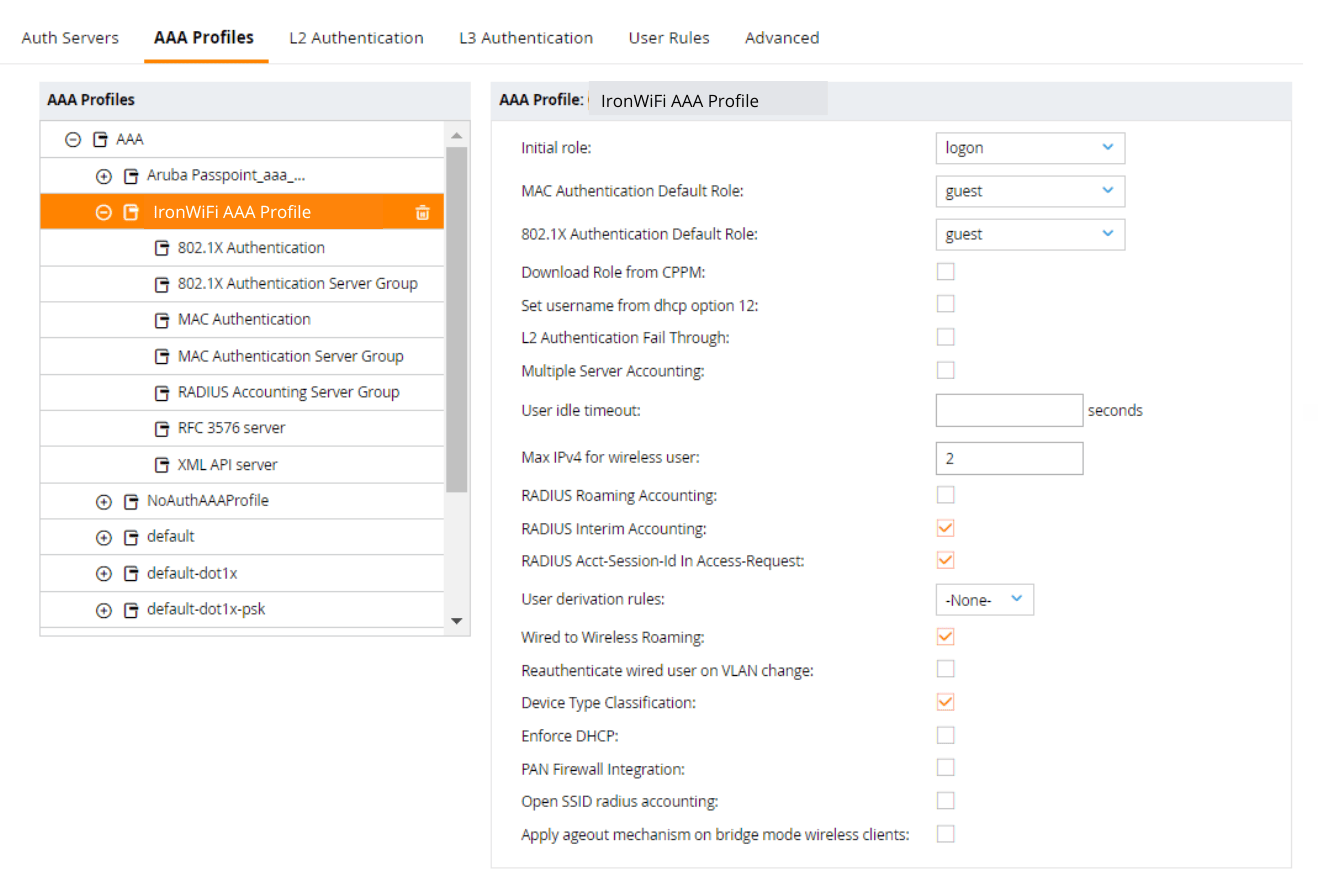 Auth Servers AAA Profiles L2 Authentication L3 Authentication User Rules Advanced
AAA Profiles
AAA
Aruba Passpoint_aaa_...
IronWiFi AAA Profile
802.1X Authentication
802.1X Authentication Server Group
MAC Authentication
MAC Authentication Server Group
RADIUS Accounting Server Group
RFC 3576 server
XML API server
NoAuthAAAProfile
default
default-dot1x
default-dot1x-psk
AAA Profile: IronWiFi AAA Profile
Initial role: logon
MAC Authentication Default Role: guest
802.1X Authentication Default Role: guest
Download Role from CPPM:
Set username from dhcp option 12:
L2 Authentication Fail Through:
Multiple Server Accounting:
User idle timeout: seconds
Max IPv4 for wireless user: 2
RADIUS Roaming Accounting:
RADIUS Interim Accounting:
RADIUS Acct-Session-Id In Access-Request:
User derivation rules: -None-
Wired to Wireless Roaming:
Reauthenticate wired user on VLAN change:
Device Type Classification:
Enforce DHCP:
PAN Firewall Integration:
Open SSID radius accounting:
Apply ageout mechanism on bridge mode wireless clients: